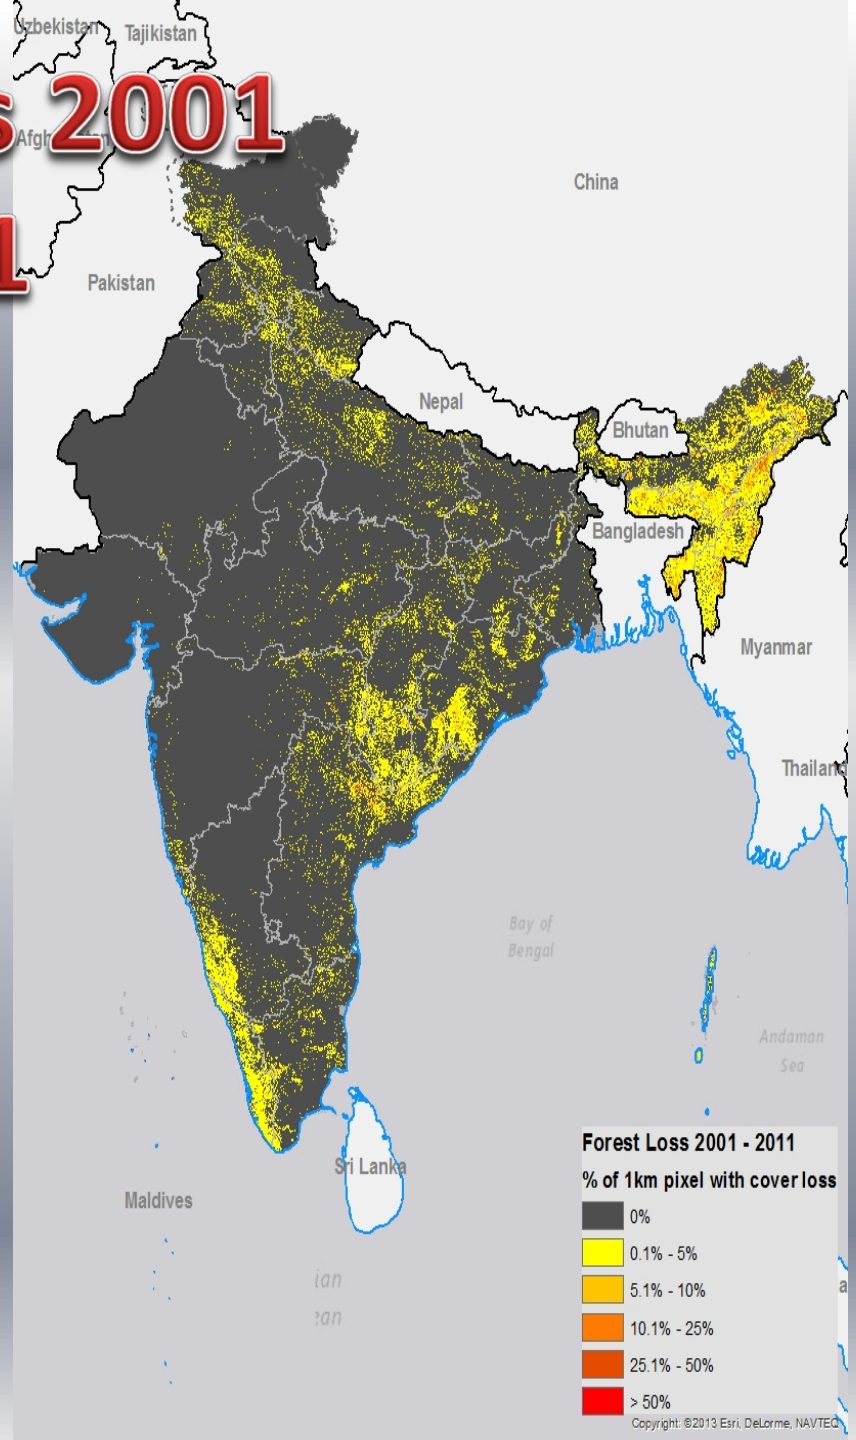 Uzbekistan
Tajikistan
s 2001
China
1
Pakistan
Nepal
Bhutan
Bangladesh
Myanmar
Thailand
Bay of
Bengal
Andaman
Sea
Sri Lanka
Maldives
Forest Loss 2001 - 2011
% of 1km pixel with cover loss
0%
0.1% - 5%
5.1% - 10%
10.1% - 25%
25.1% - 50%
> 50%
Copyright: ©2013 Esri, DeLorme, NAVTEQ